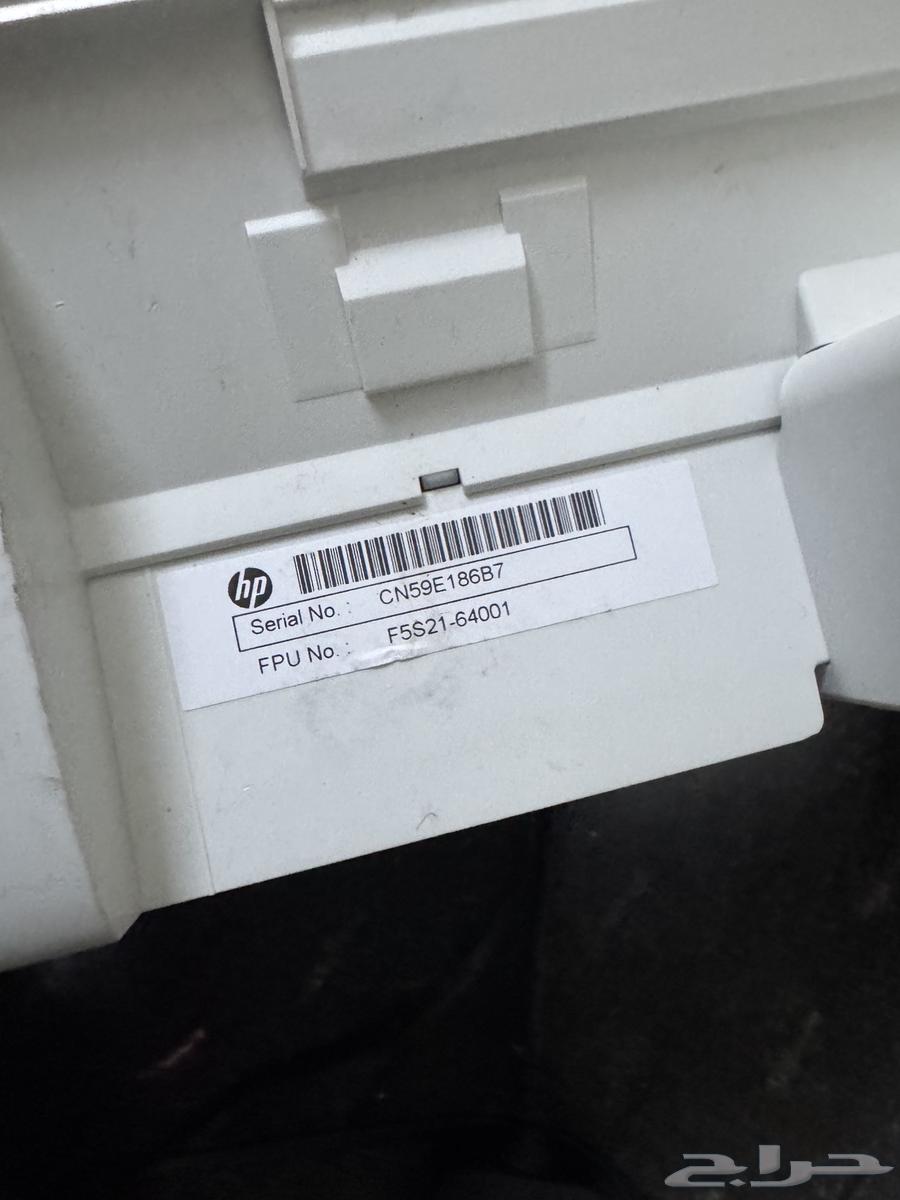 hp
Serial No. : CN59E186B7
FPU No. : F5S21-64001
حراج